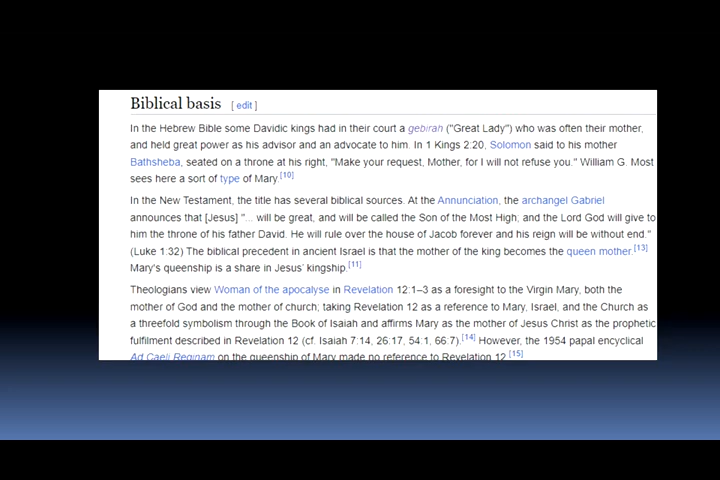 Biblical basis [ edit ]
In the Hebrew Bible some Davidic kings had in their court a gebirah ("Great Lady") who was often their mother,
and held great power as his advisor and an advocate to him. In 1 Kings 2:20, Solomon said to his mother
Bathsheba, seated on a throne at his right, "Make your request, Mother, for I will not refuse you." William G. Most
sees here a sort of type of Mary.[10]
In the New Testament, the title has several biblical sources. At the Annunciation, the archangel Gabriel
announces that [Jesus] "... will be great, and will be called the Son of the Most High; and the Lord God will give to
him the throne of his father David. He will rule over the house of Jacob forever and his reign will be without end."
(Luke 1:32) The biblical precedent in ancient Israel is that the mother of the king becomes the queen mother.[13]
Mary's queenship is a share in Jesus' kingship.[11]
Theologians view Woman of the apocalypse in Revelation 12:1–3 as a foresight to the Virgin Mary, both the
mother of God and the mother of church; taking Revelation 12 as a reference to Mary, Israel, and the Church as
a threefold symbolism through the Book of Isaiah and affirms Mary as the mother of Jesus Christ as the prophetic
fulfilment described in Revelation 12 (cf. Isaiah 7:14, 26:17, 54:1, 66:7).[14] However, the 1954 papal encyclical
Ad Caeli Reginam on the queenship of Mary made no reference to Revelation 12.[15]